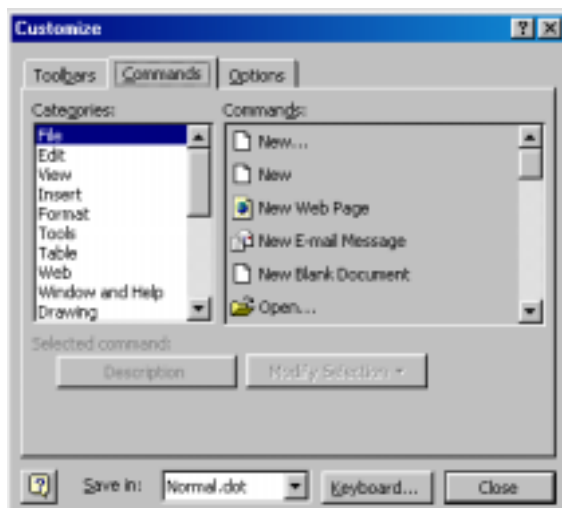 Customize
Toolbars Commands Options
Categories:
File
Edit
View
Insert
Format
Tools
Table
Web
Window and Help
Drawing
Commands:
New...
New
New Web Page
New E-mail Message
New Blank Document
Open...
Selected command:
Description Modify Selection
Save in: Normal.dot Keyboard... Close